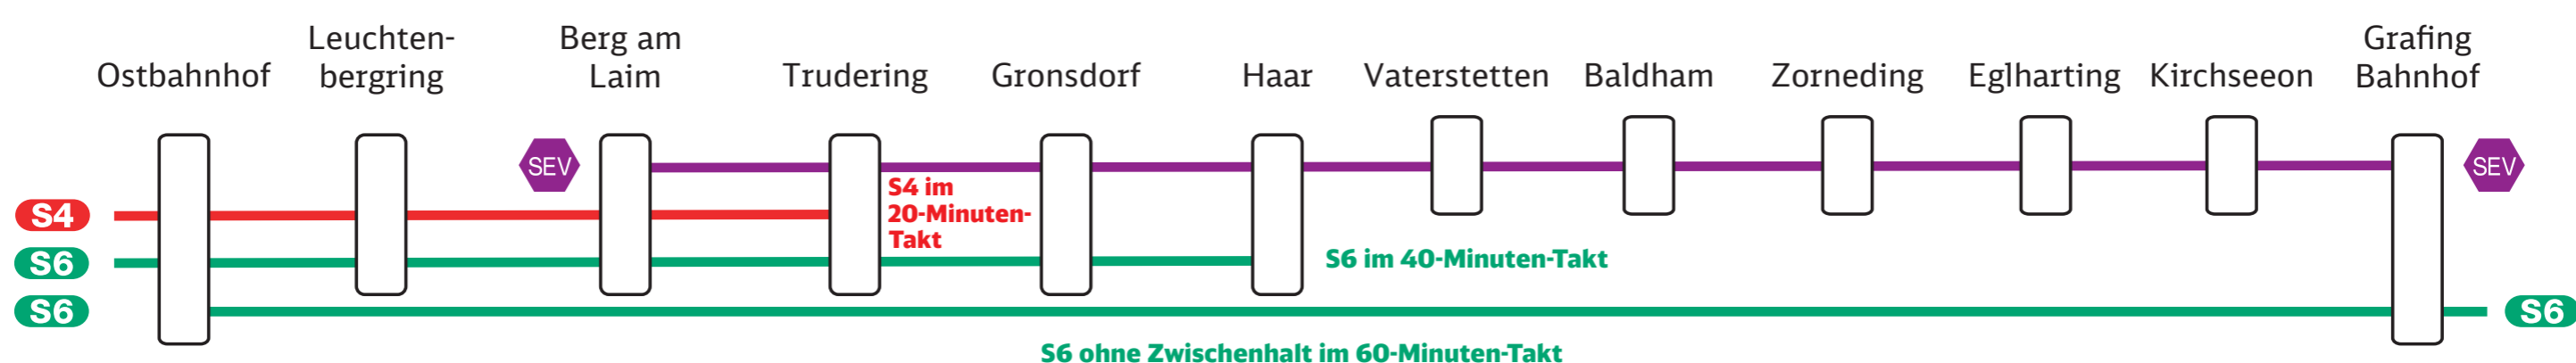 Ostbahnhof
Leuchten-
bergring
Berg am
Laim
Trudering
Gronsdorf
Haar
Vaterstetten
Baldham
Zorneding
Eglharting
Kirchseeon
Grafing
Bahnhof
SEV
SEV
S4
S4 im
20-Minuten-
Takt
S6
S6 im 40-Minuten-Takt
S6
S6
S6 ohne Zwischenhalt im 60-Minuten-Takt